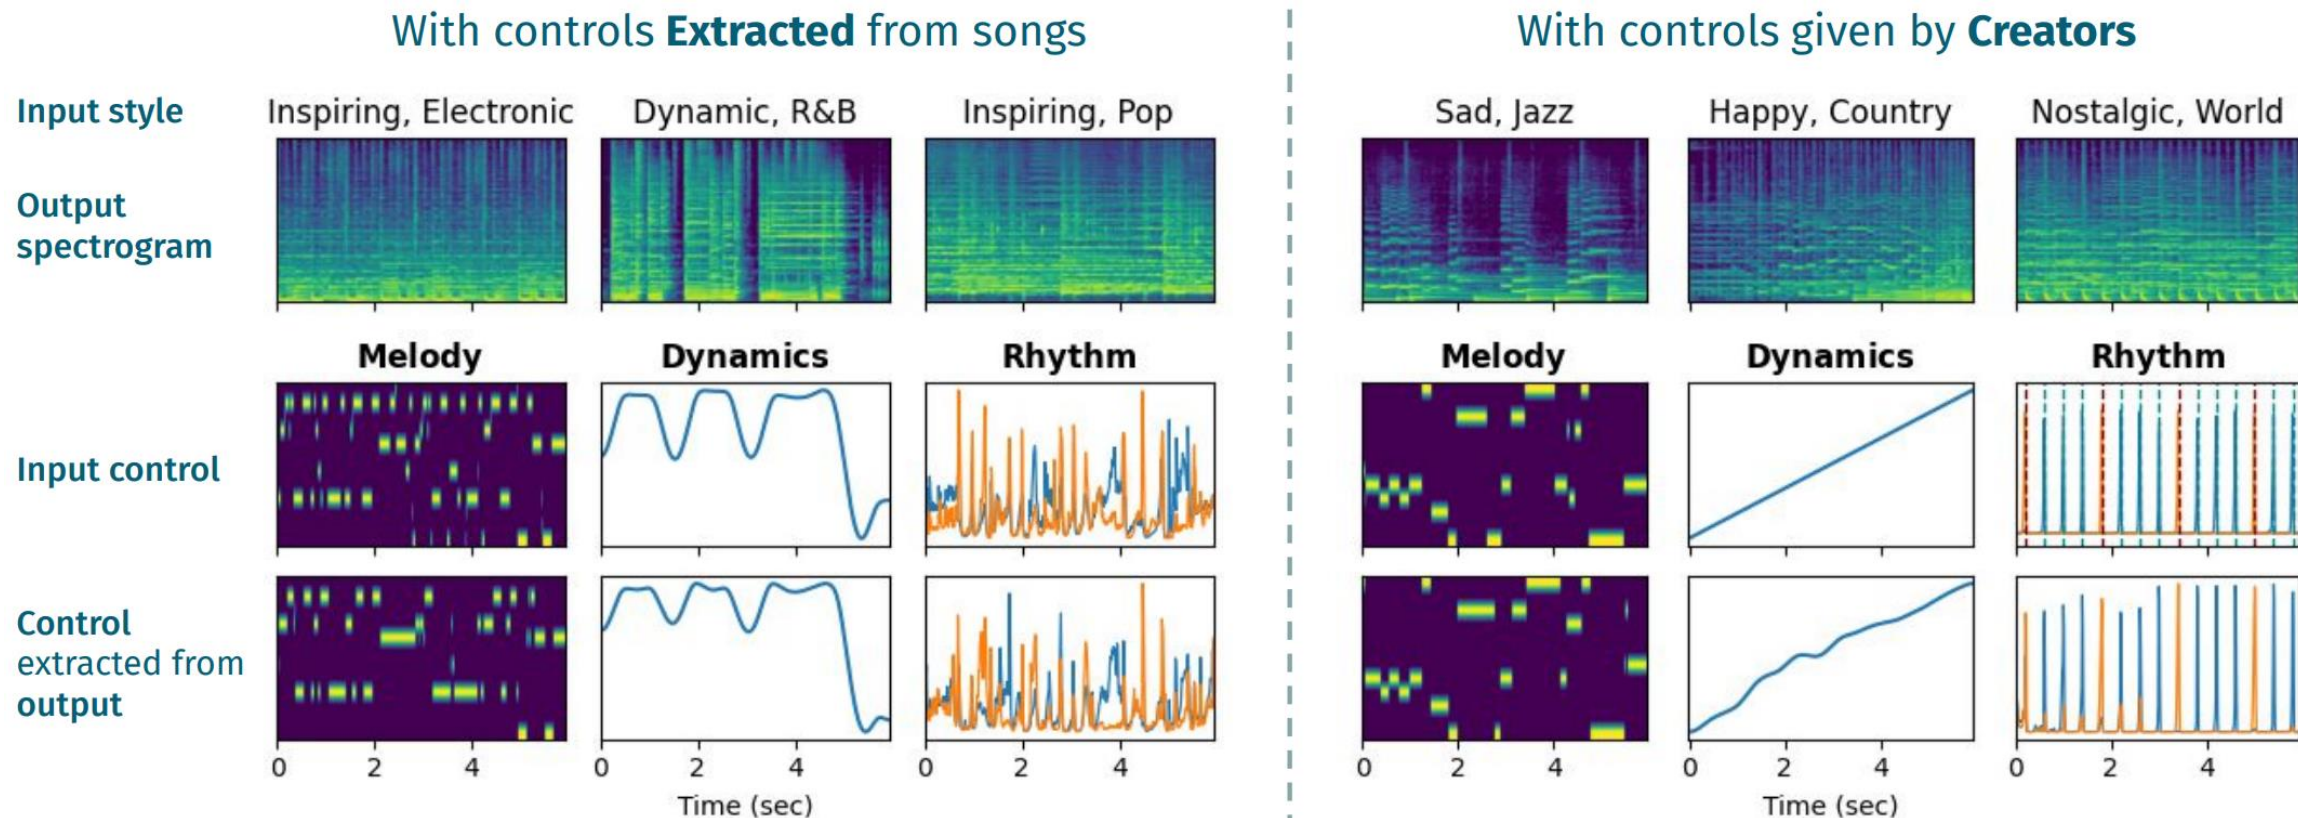 With controls Extracted from songs
With controls given by Creators
Input style
Inspiring, Electronic
Dynamic, R&B
Inspiring, Pop
Sad, Jazz
Happy, Country
Nostalgic, World
Output
spectrogram
Melody
Dynamics
Rhythm
Melody
Dynamics
Rhythm
Input control
Control
extracted from
output
0 2 4
0 2 4
0 2 4
0 2 4
0 2 4
0 2 4
Time (sec)
Time (sec)